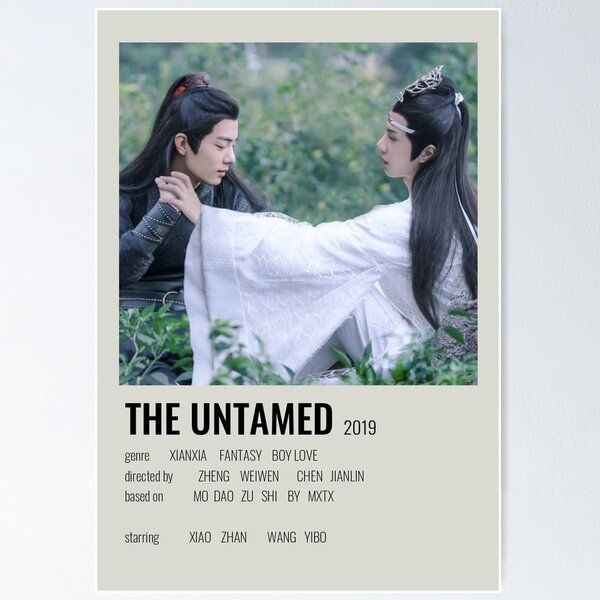 THE UNTAMED 2019
genre XIANXIA FANTASY BOY LOVE
directed by ZHENG WEIWEN CHEN JIANLIN
based on MO DAO ZU SHI BY MXTX
starring XIAO ZHAN WANG YIBO